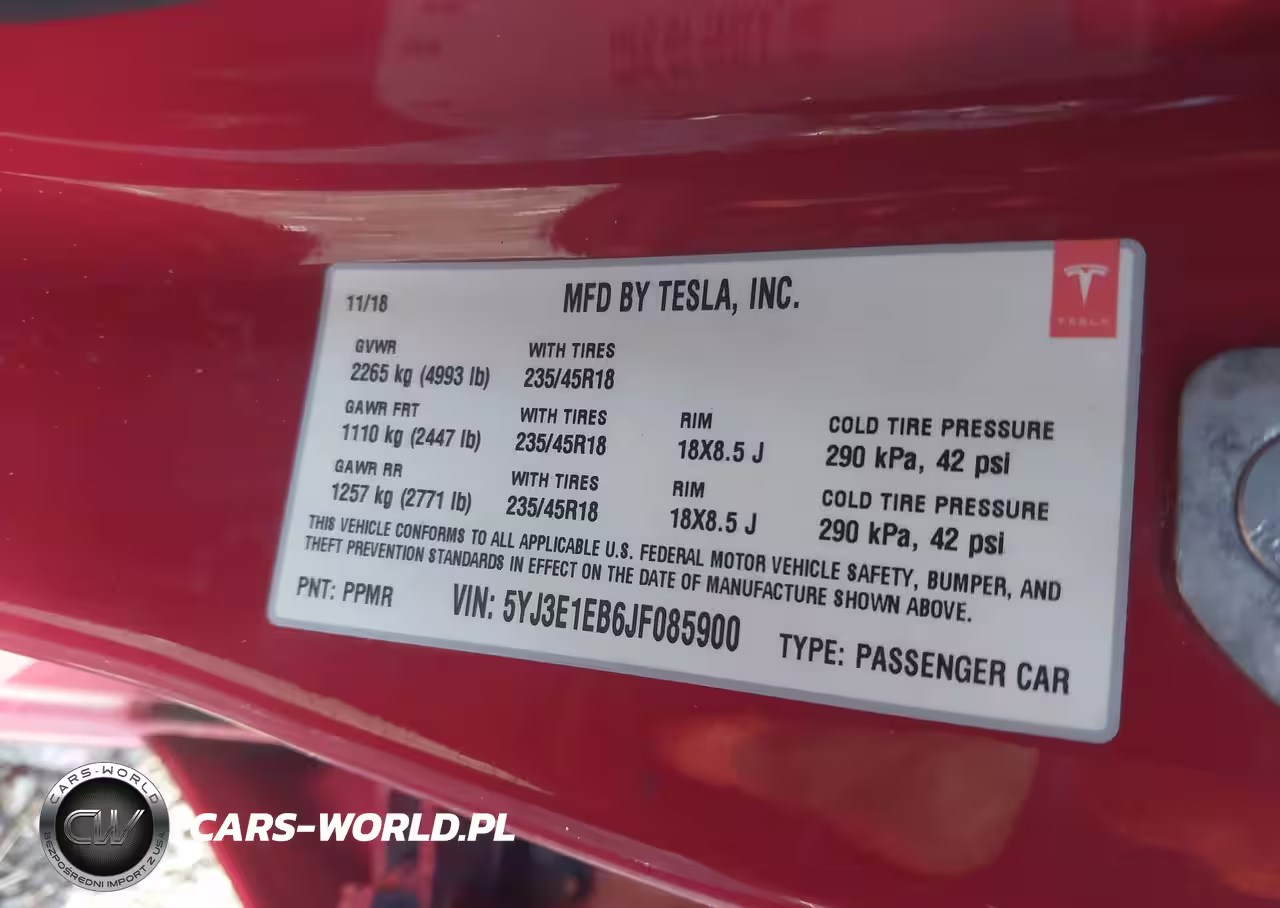 11/18
MFD BY TESLA, INC.
TESLA
GVWR WITH TIRES
2265 kg (4993 lb) 235/45R18
GAWR FRT WITH TIRES RIM COLD TIRE PRESSURE
1110 kg (2447 lb) 235/45R18 18X8.5 J 290 kPa, 42 psi
GAWR RR WITH TIRES RIM COLD TIRE PRESSURE
1257 kg (2771 lb) 235/45R18 18X8.5 J 290 kPa, 42 psi
THIS VEHICLE CONFORMS TO ALL APPLICABLE U.S. FEDERAL MOTOR VEHICLE SAFETY, BUMPER, AND
THEFT PREVENTION STANDARDS IN EFFECT ON THE DATE OF MANUFACTURE SHOWN ABOVE.
PNT: PPMR VIN: 5YJ3E1EB6JF085900 TYPE: PASSENGER CAR
CARS-WORLD
CW
BEZPOŚREDNI IMPORT Z USA
CARS-WORLD.PL